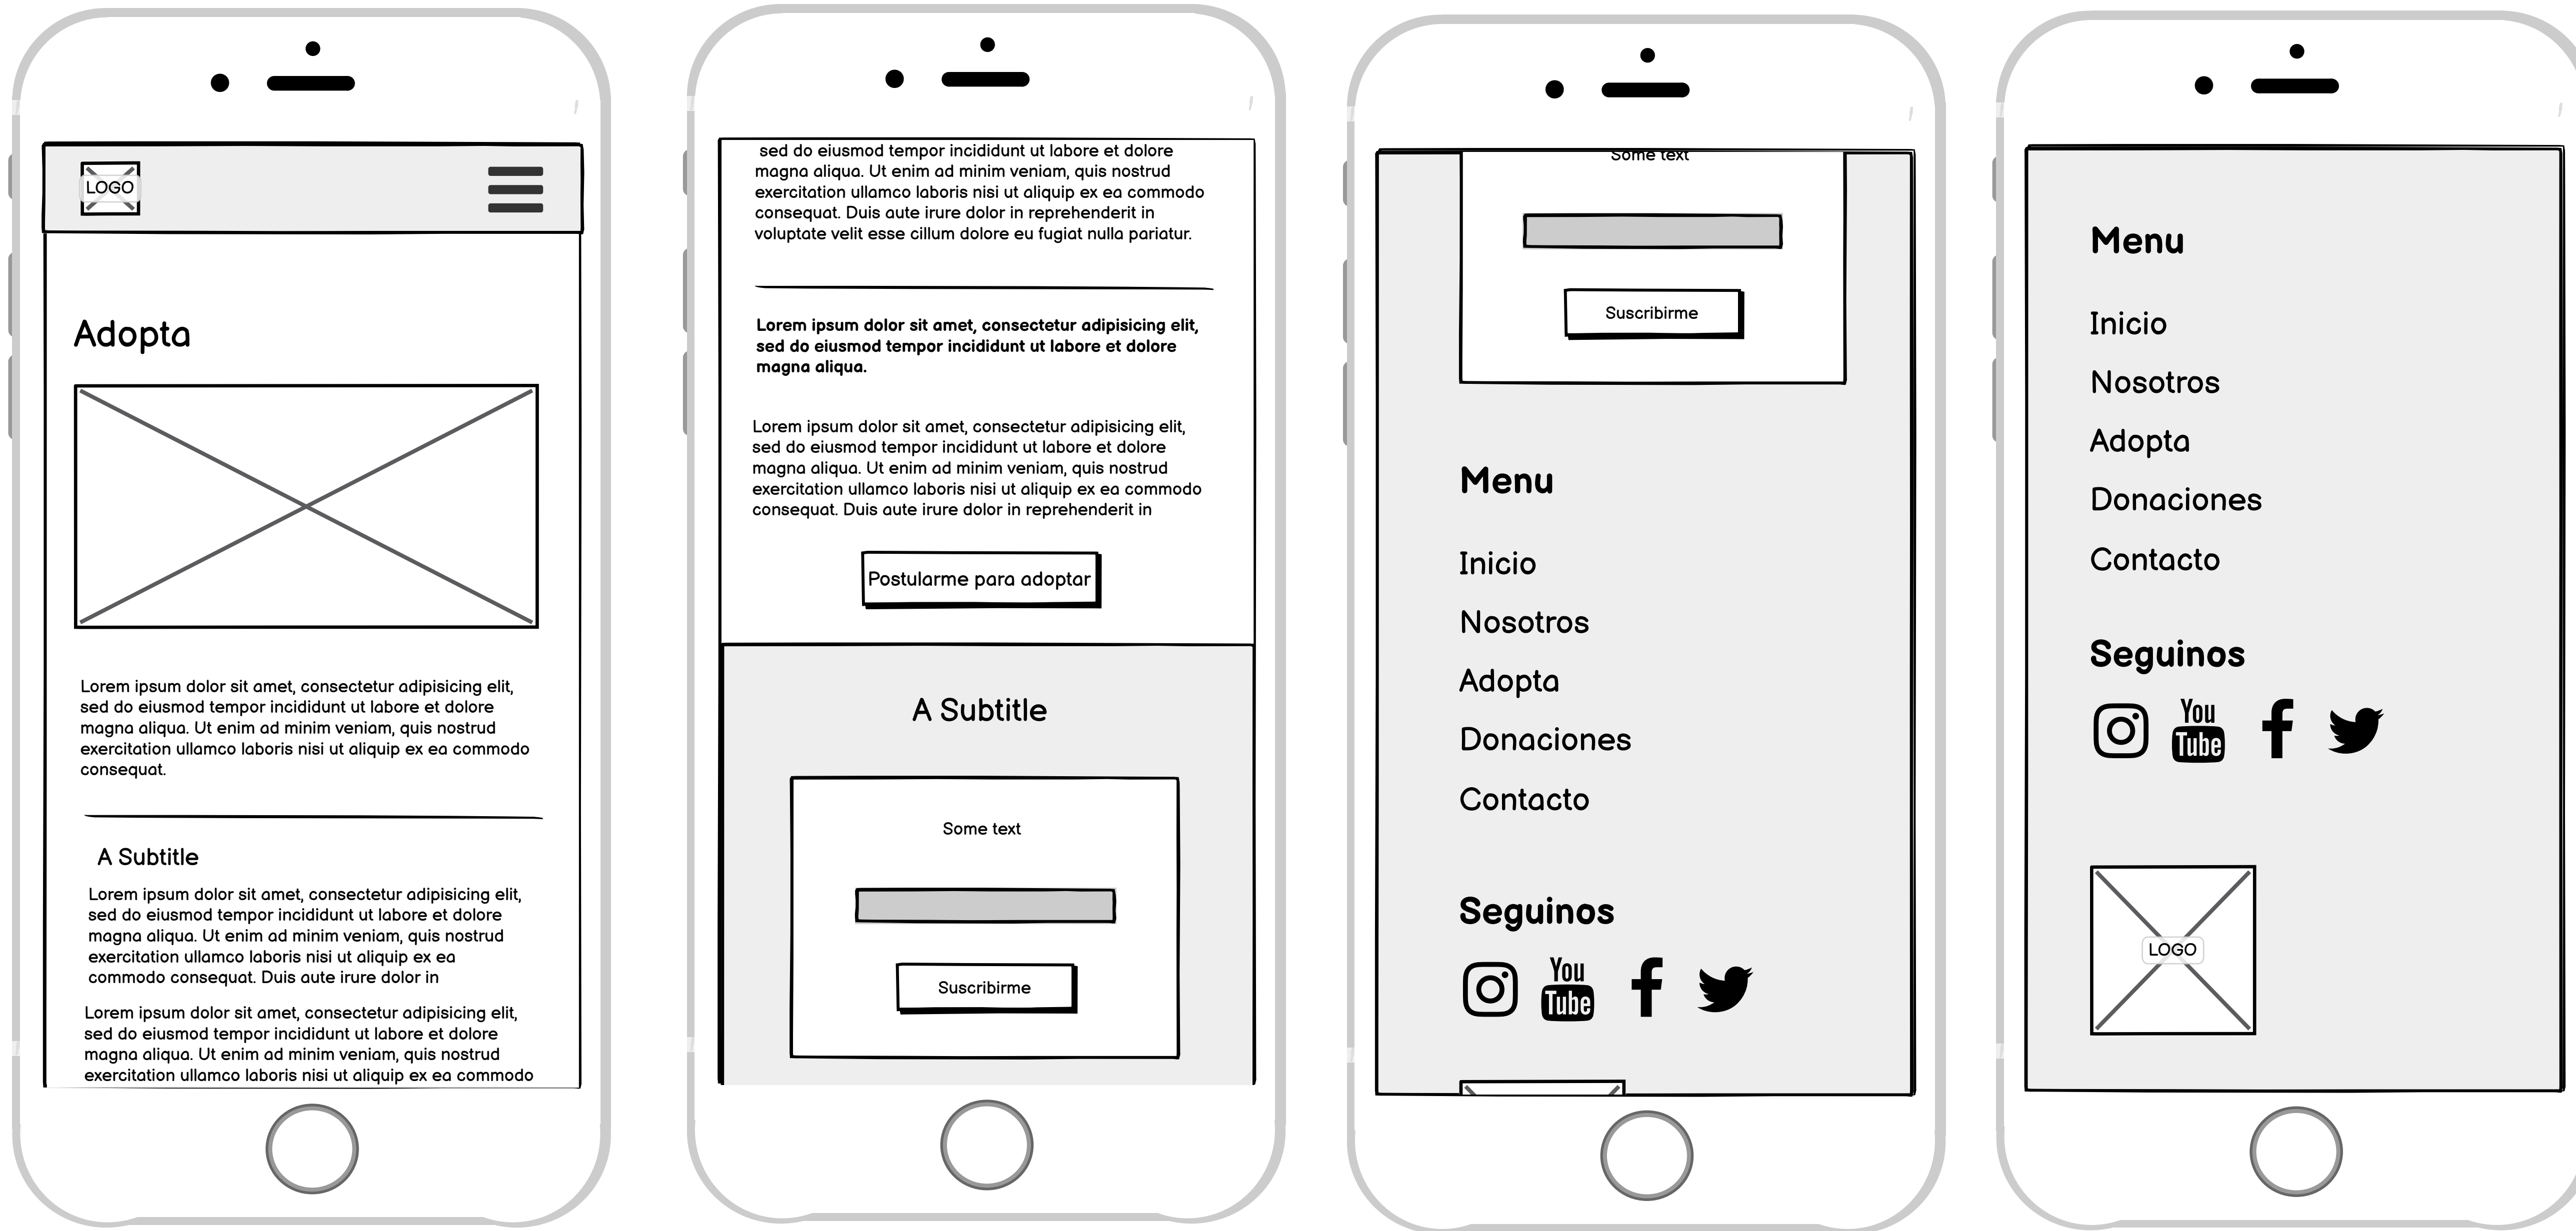 LOGO
Adopta
Lorem ipsum dolor sit amet, consectetur adipisicing elit,
sed do eiusmod tempor incididunt ut labore et dolore
magna aliqua. Ut enim ad minim veniam, quis nostrud
exercitation ullamco laboris nisi ut aliquip ex ea commodo
consequat.
A Subtitle
Lorem ipsum dolor sit amet, consectetur adipisicing elit,
sed do eiusmod tempor incididunt ut labore et dolore
magna aliqua. Ut enim ad minim veniam, quis nostrud
exercitation ullamco laboris nisi ut aliquip ex ea
commodo consequat. Duis aute irure dolor in
Lorem ipsum dolor sit amet, consectetur adipisicing elit,
sed do eiusmod tempor incididunt ut labore et dolore
magna aliqua. Ut enim ad minim veniam, quis nostrud
exercitation ullamco laboris nisi ut aliquip ex ea commodo
sed do eiusmod tempor incididunt ut labore et dolore
magna aliqua. Ut enim ad minim veniam, quis nostrud
exercitation ullamco laboris nisi ut aliquip ex ea commodo
consequat. Duis aute irure dolor in reprehenderit in
voluptate velit esse cillum dolore eu fugiat nulla pariatur.
Lorem ipsum dolor sit amet, consectetur adipisicing elit,
sed do eiusmod tempor incididunt ut labore et dolore
magna aliqua.
Lorem ipsum dolor sit amet, consectetur adipisicing elit,
sed do eiusmod tempor incididunt ut labore et dolore
magna aliqua. Ut enim ad minim veniam, quis nostrud
exercitation ullamco laboris nisi ut aliquip ex ea commodo
consequat. Duis aute irure dolor in reprehenderit in
Postularme para adoptar
A Subtitle
Some text
Suscribirme
Some text
Suscribirme
Menu
Inicio
Nosotros
Adopta
Donaciones
Contacto
Seguinos
You
Tube
Menu
Inicio
Nosotros
Adopta
Donaciones
Contacto
Seguinos
You
Tube
LOGO